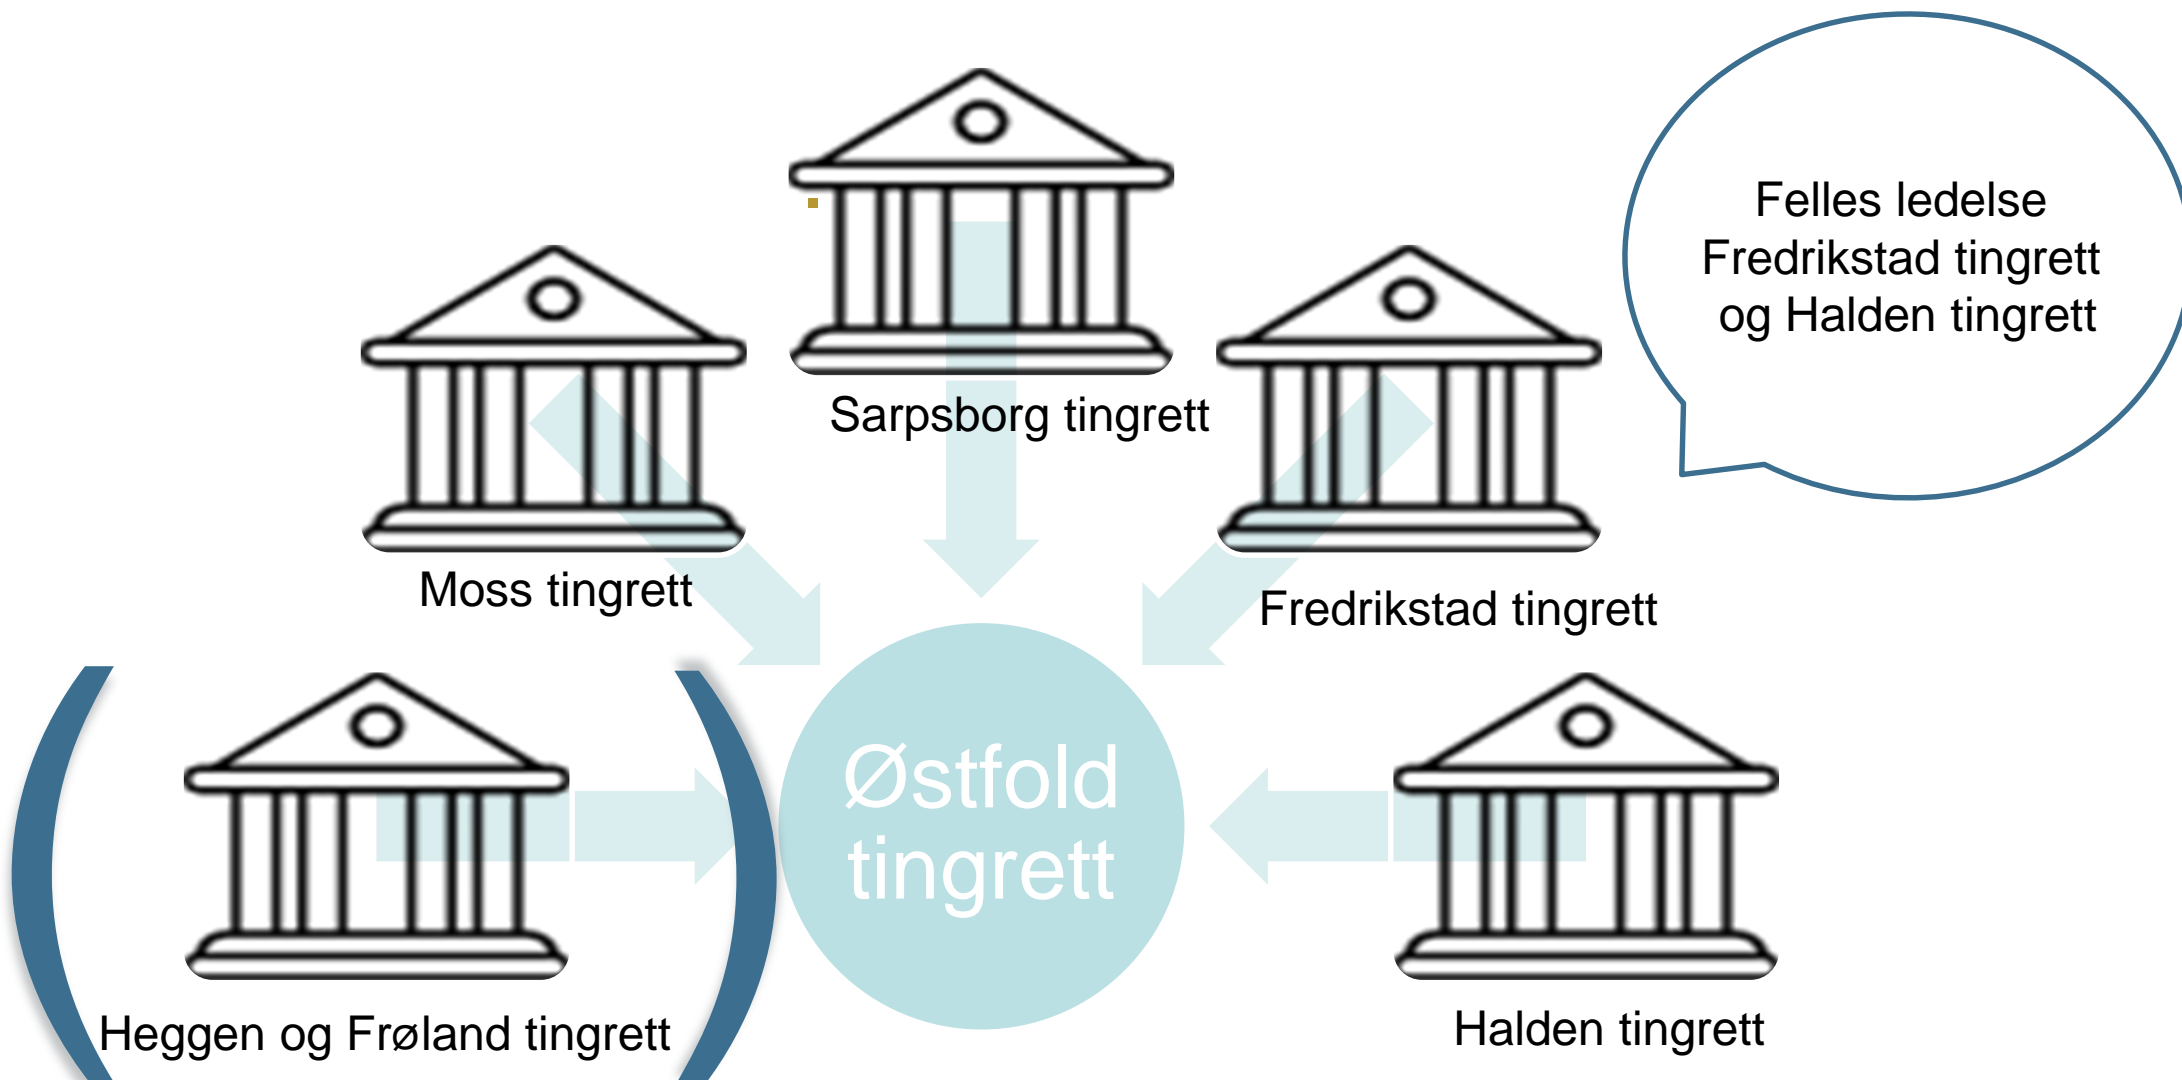 Felles ledelse
Fredrikstad tingrett
og Halden tingrett
Sarpsborg tingrett
Moss tingrett
Fredrikstad tingrett
Østfold
tingrett
Heggen og Frøland tingrett
Halden tingrett